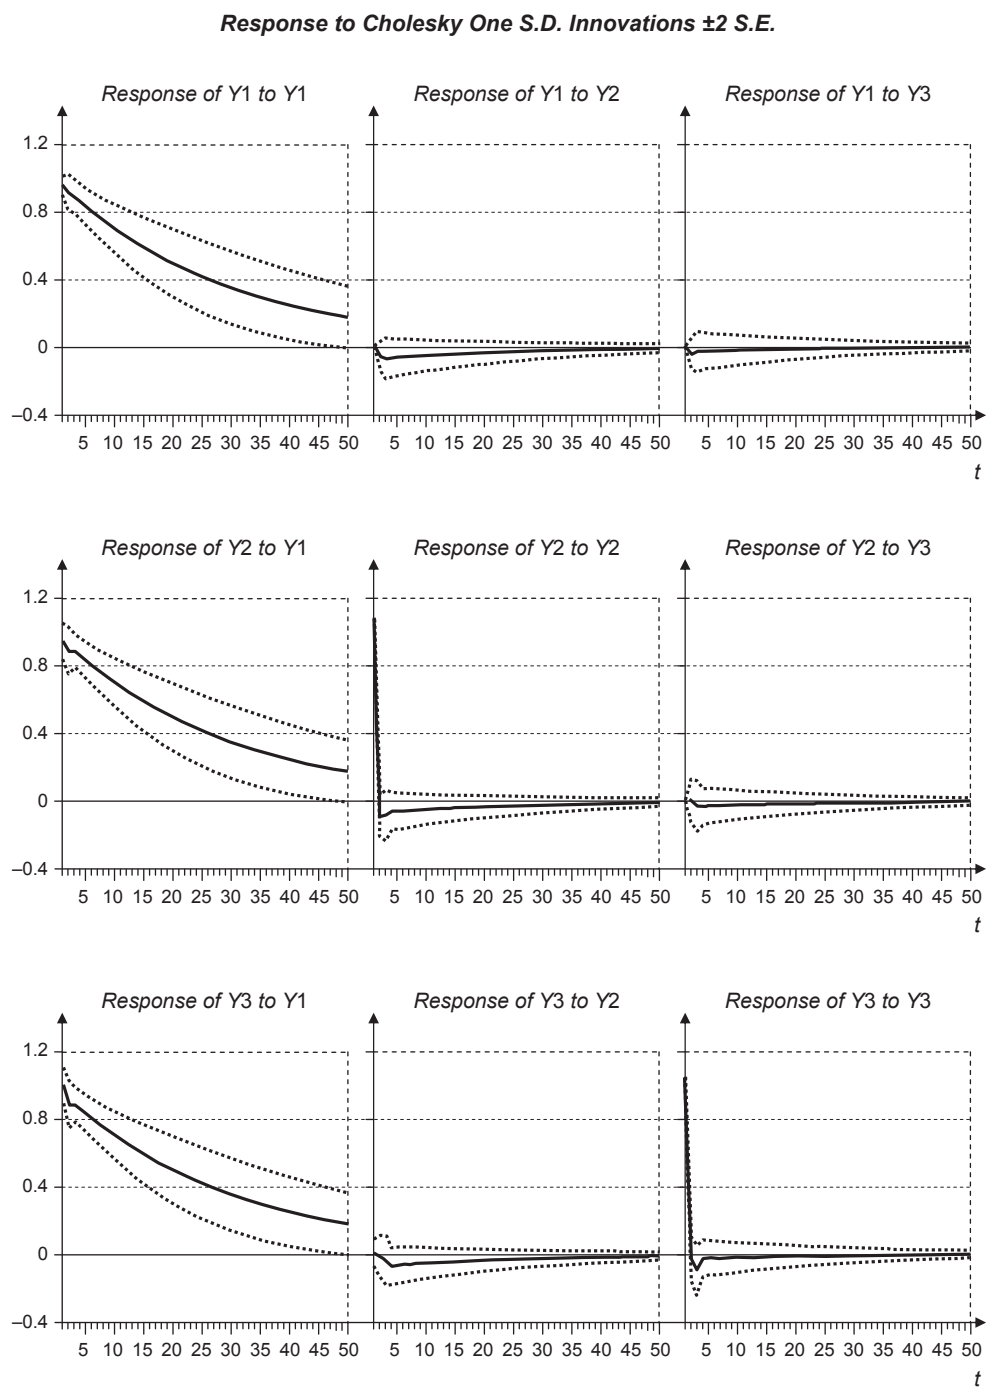 Response to Cholesky One S.D. Innovations ±2 S.E.
Response of Y1 to Y1
Response of Y1 to Y2
Response of Y1 to Y3
1.2
0.8
0.4
0
–0.4
5 10 15 20 25 30 35 40 45 50
5 10 15 20 25 30 35 40 45 50
5 10 15 20 25 30 35 40 45 50
t
Response of Y2 to Y1
Response of Y2 to Y2
Response of Y2 to Y3
1.2
0.8
0.4
0
–0.4
5 10 15 20 25 30 35 40 45 50
5 10 15 20 25 30 35 40 45 50
5 10 15 20 25 30 35 40 45 50
t
Response of Y3 to Y1
Response of Y3 to Y2
Response of Y3 to Y3
1.2
0.8
0.4
0
–0.4
5 10 15 20 25 30 35 40 45 50
5 10 15 20 25 30 35 40 45 50
5 10 15 20 25 30 35 40 45 50
t